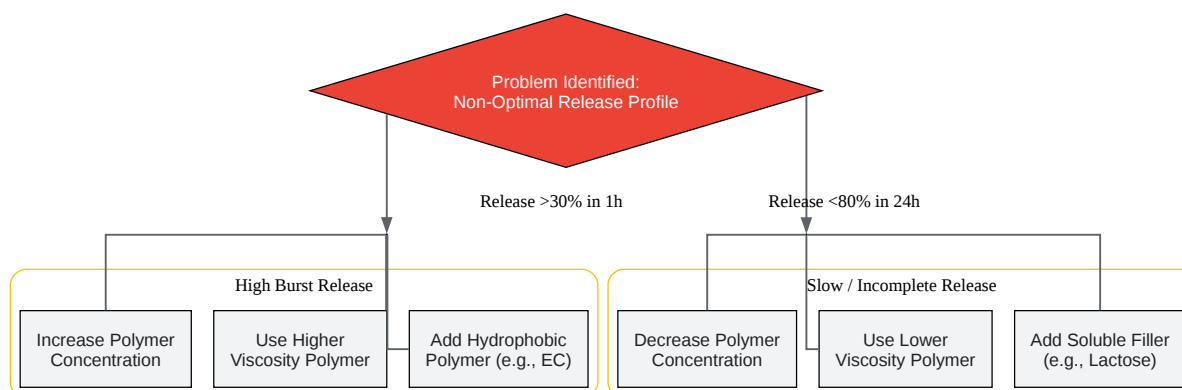 Problem Identified:
Non-Optimal Release Profile
Release >30% in 1h
Release <80% in 24h
High Burst Release
Slow / Incomplete Release
Increase Polymer
Concentration
Use Higher
Viscosity Polymer
Add Hydrophobic
Polymer (e.g., EC)
Decrease Polymer
Concentration
Use Lower
Viscosity Polymer
Add Soluble Filler
(e.g., Lactose)